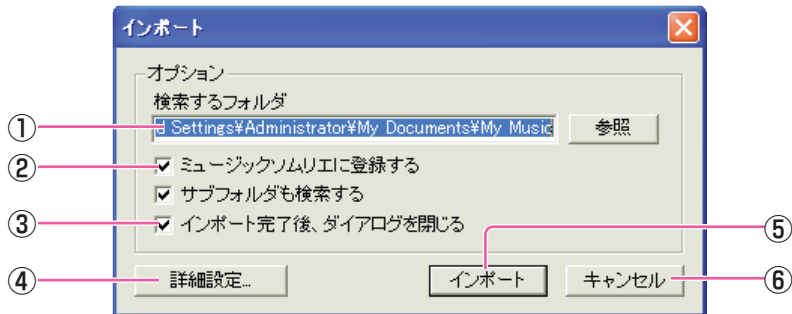 インポート
オプション
検索するフォルダ
① d Settings¥Administrator¥My Documents¥My Music 参照
② ミュージックソムリエに登録する
サブフォルダも検索する
③ インポート完了後、ダイアログを閉じる
⑤
④ 詳細設定... インポート キャンセル ⑥